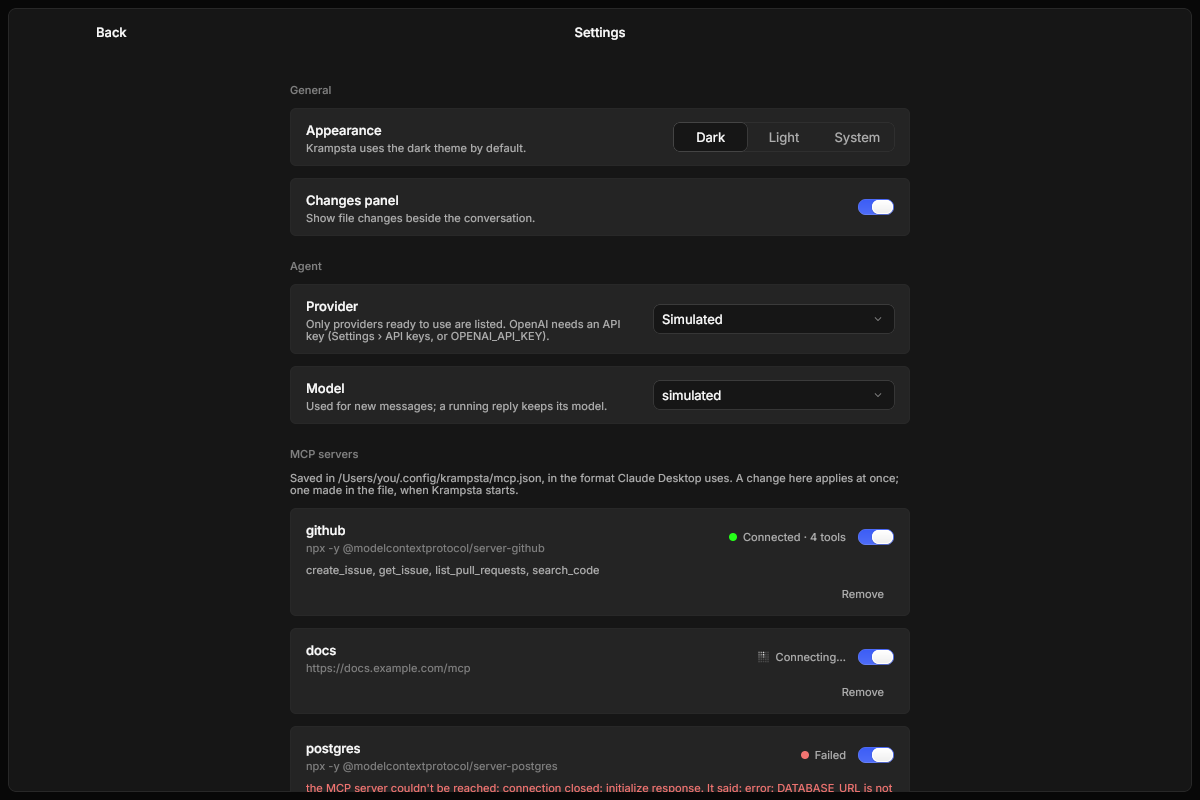 Back
Settings
General
Appearance
Krampsta uses the dark theme by default.
Dark
Light
System
Changes panel
Show file changes beside the conversation.
Agent
Provider
Only providers ready to use are listed. OpenAI needs an API
key (Settings › API keys, or OPENAI_API_KEY).
Simulated
Model
Used for new messages; a running reply keeps its model.
simulated
MCP servers
Saved in /Users/you/.config/krampsta/mcp.json, in the format Claude Desktop uses. A change here applies at once;
one made in the file, when Krampsta starts.
github
npx -y @modelcontextprotocol/server-github
Connected · 4 tools
create_issue, get_issue, list_pull_requests, search_code
Remove
docs
https://docs.example.com/mcp
Connecting...
Remove
postgres
npx -y @modelcontextprotocol/server-postgres
Failed
the MCP server couldn't be reached: connection closed: initialize response. It said: error: DATABASE_URL is not